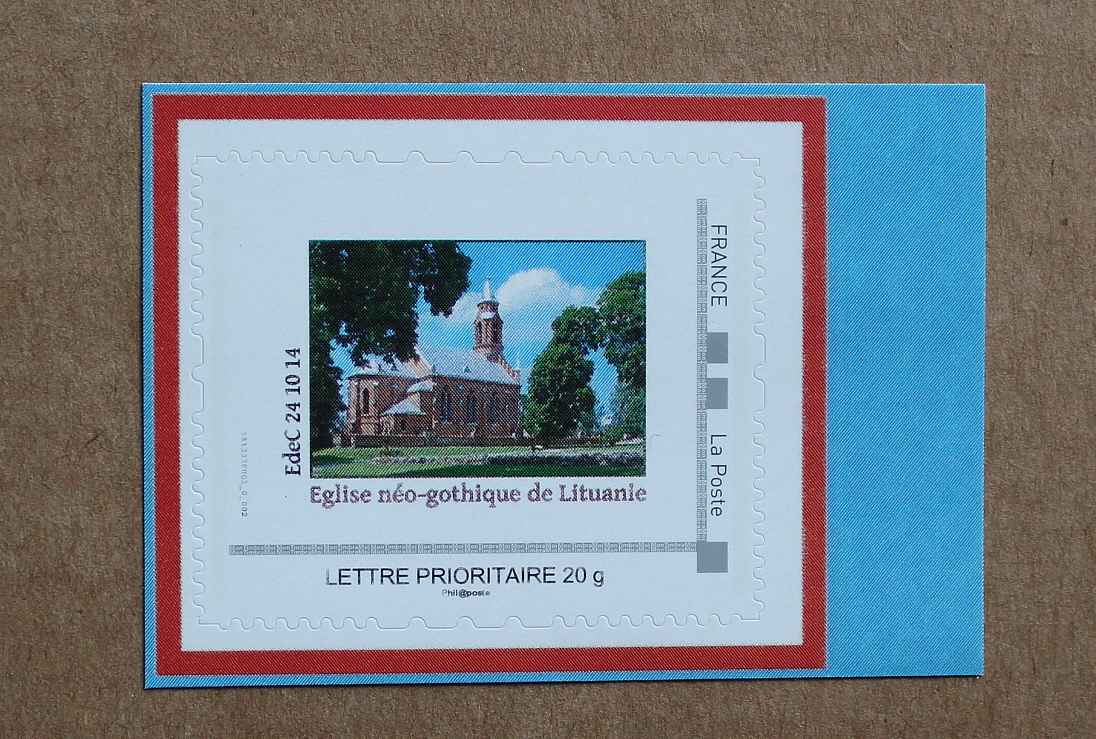 FRANCE
La Poste
EdeC 24 10 14
Eglise néo-gothique de Lituanie
LETTRE PRIORITAIRE 20 g
Phil@poste